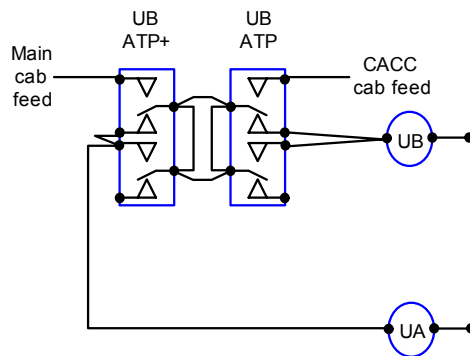 UB
ATP+
UB
ATP
Main
cab
feed
CACC
cab feed
UB
UA